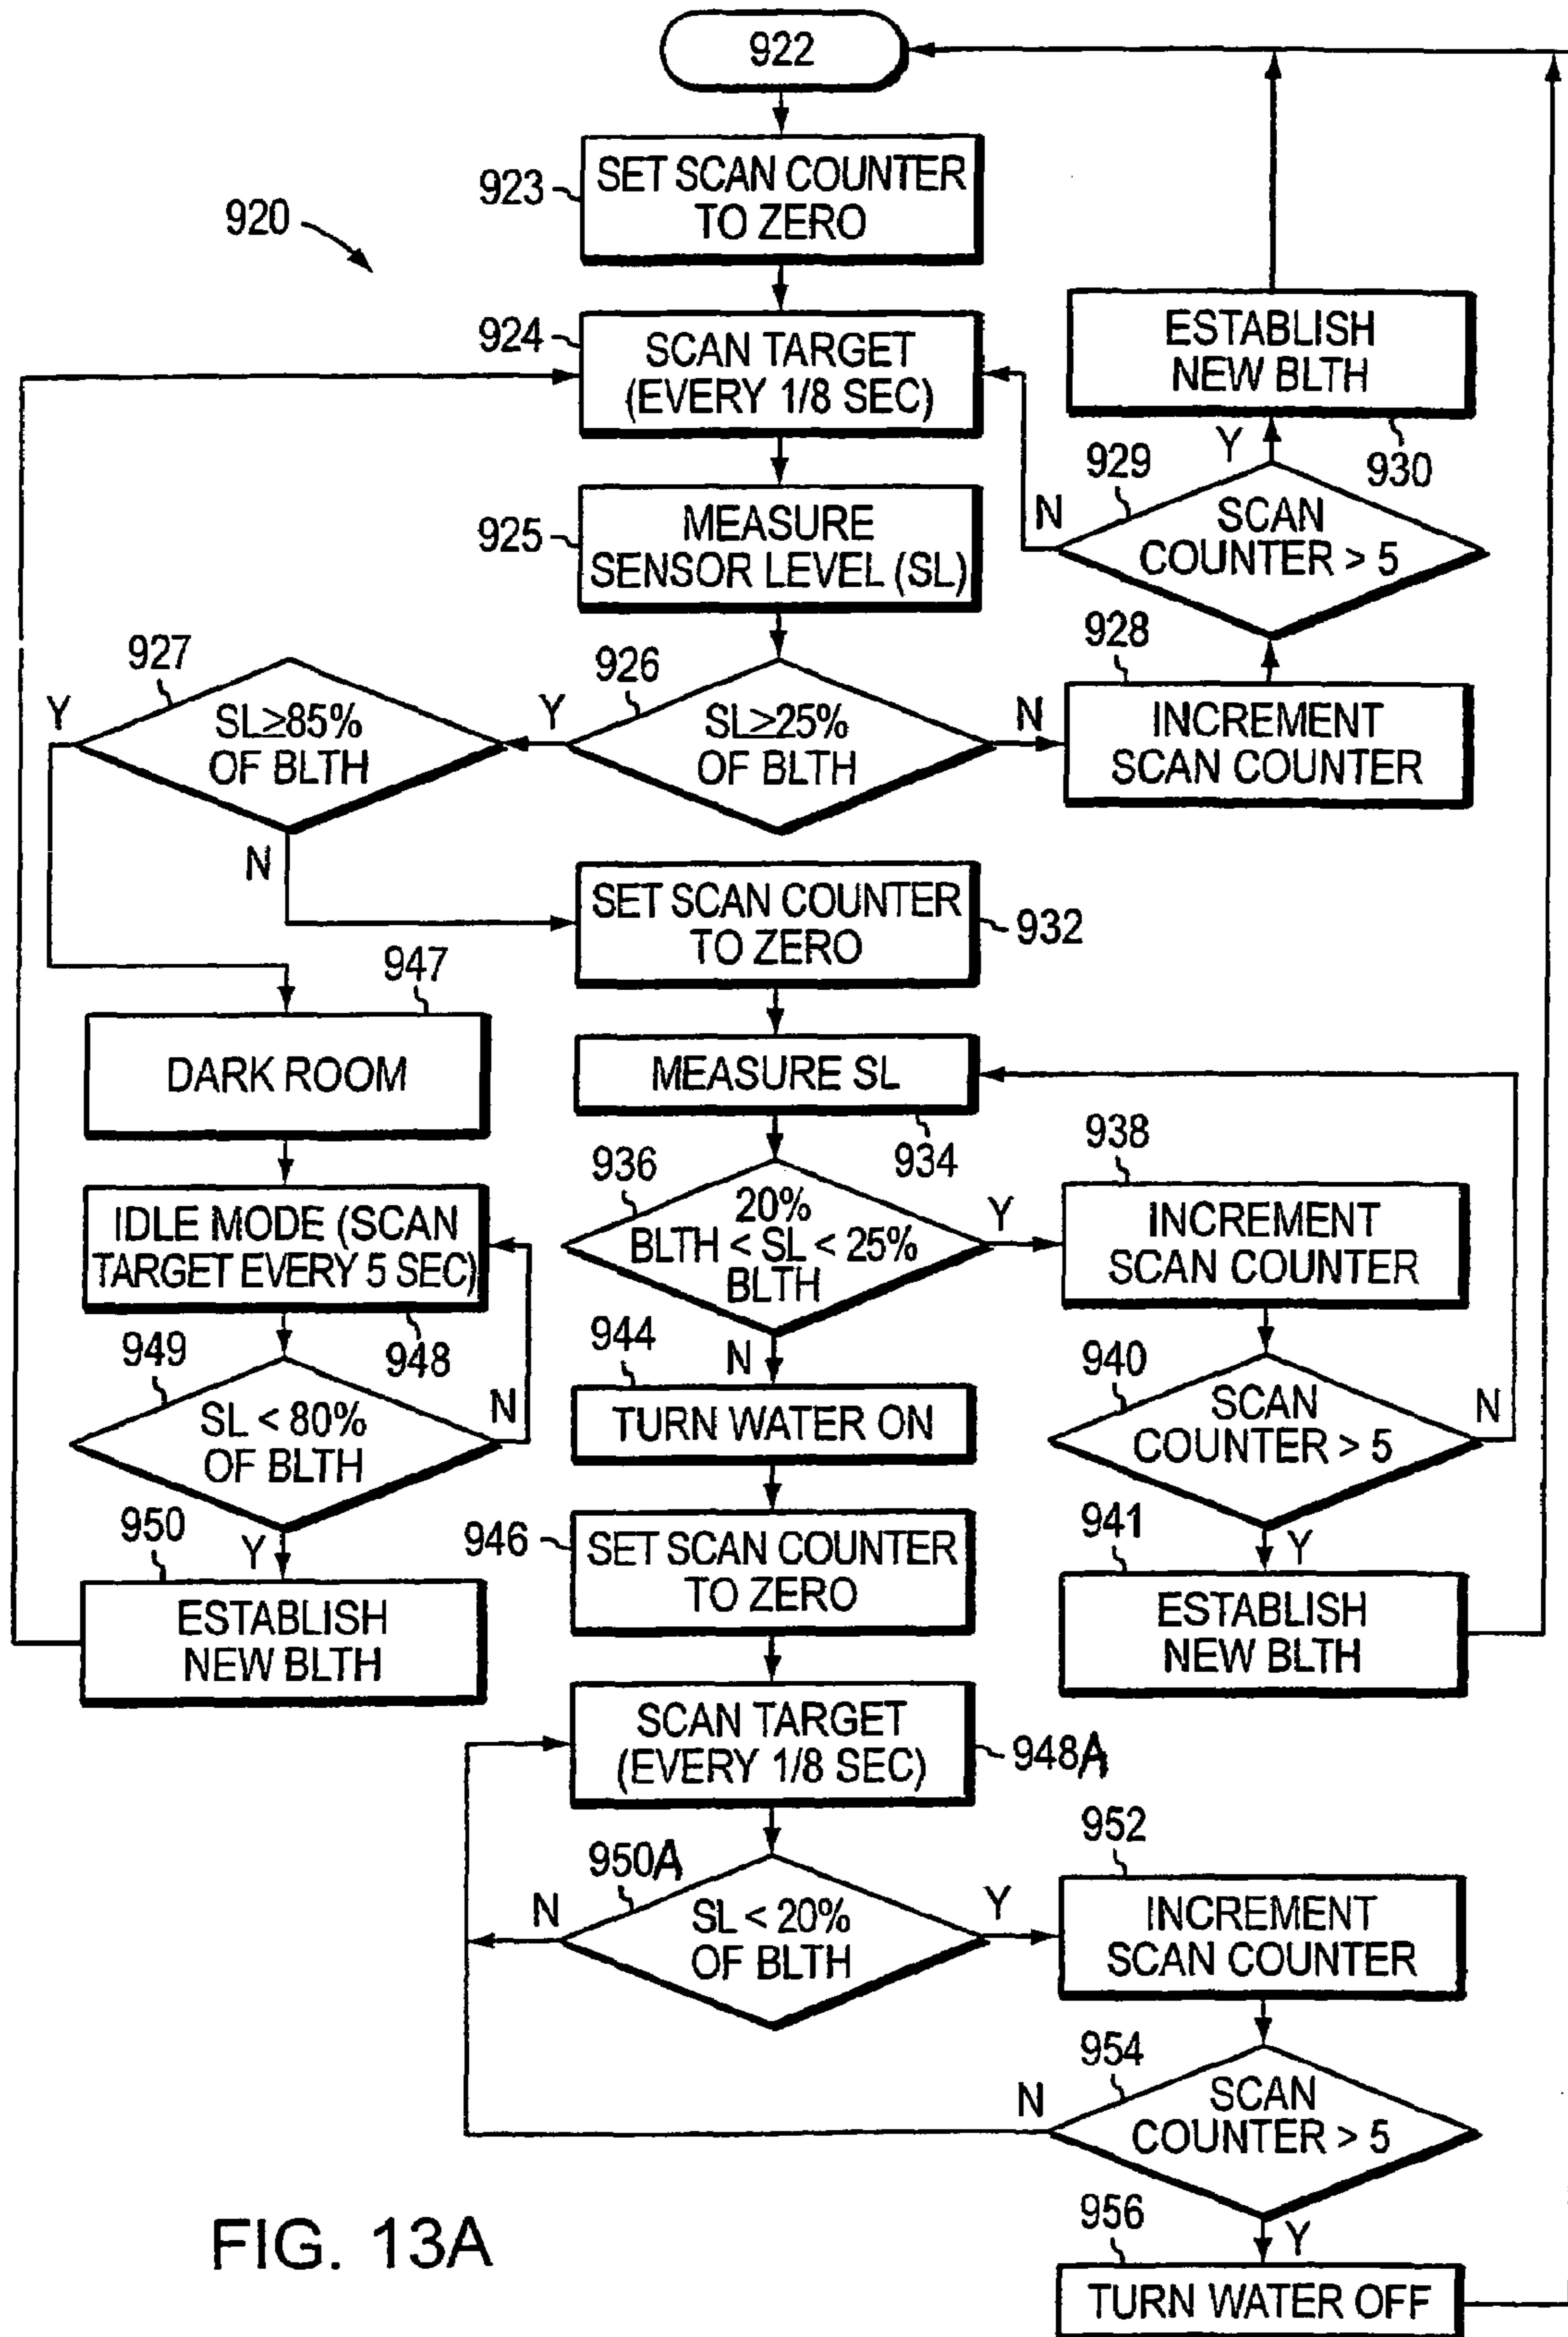 922
923
SET SCAN COUNTER
TO ZERO
920
924
SCAN TARGET
(EVERY 1/8 SEC)
ESTABLISH
NEW BLTH
930
Y
929
SCAN
COUNTER > 5
N
925
MEASURE
SENSOR LEVEL (SL)
928
INCREMENT
SCAN COUNTER
927
Y
SL≥85%
OF BLTH
N
926
Y
SL≥25%
OF BLTH
N
SET SCAN COUNTER
TO ZERO
932
947
DARK ROOM
MEASURE SL
934
IDLE MODE (SCAN
TARGET EVERY 5 SEC)
948
936
20%
BLTH < SL < 25%
BLTH
Y
N
938
INCREMENT
SCAN COUNTER
949
SL < 80%
OF BLTH
N
Y
944
TURN WATER ON
940
SCAN
COUNTER > 5
N
Y
950
ESTABLISH
NEW BLTH
946
SET SCAN COUNTER
TO ZERO
941
ESTABLISH
NEW BLTH
SCAN TARGET
(EVERY 1/8 SEC)
948A
950A
N
SL < 20%
OF BLTH
Y
952
INCREMENT
SCAN COUNTER
954
N
SCAN
COUNTER > 5
Y
956
TURN WATER OFF
FIG. 13A